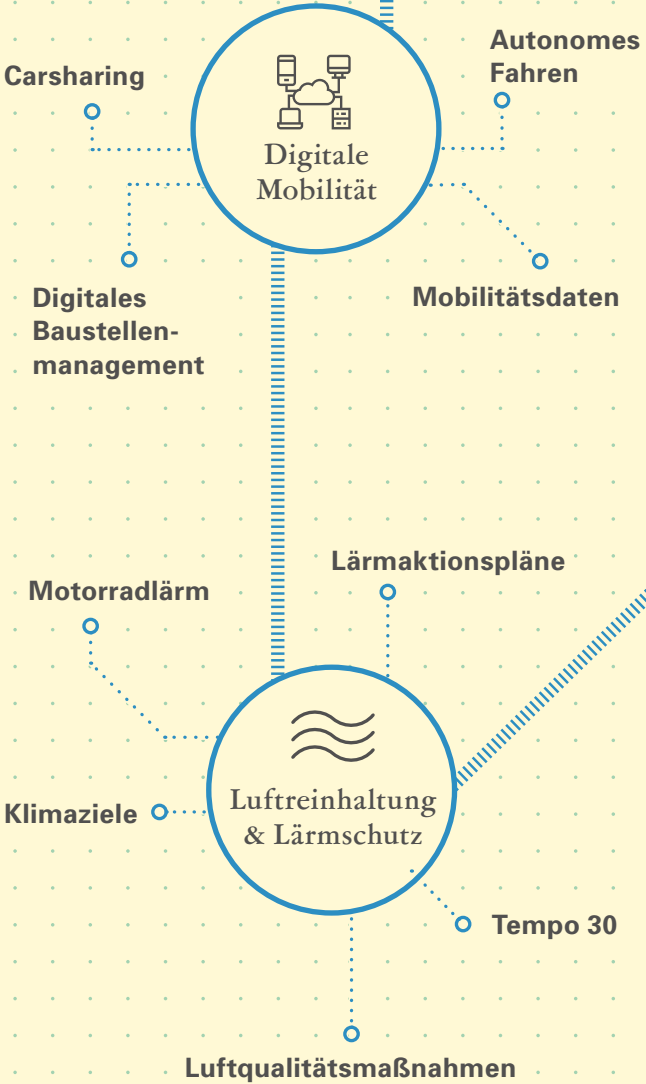 Autonomes
Fahren
Carsharing
Digitale
Mobilität
Digitales
Baustellen-
management
Mobilitätsdaten
Lärmaktionspläne
Motorradlärm
Luftreinhaltung
& Lärmschutz
Klimaziele
Tempo 30
Luftqualitätsmaßnahmen